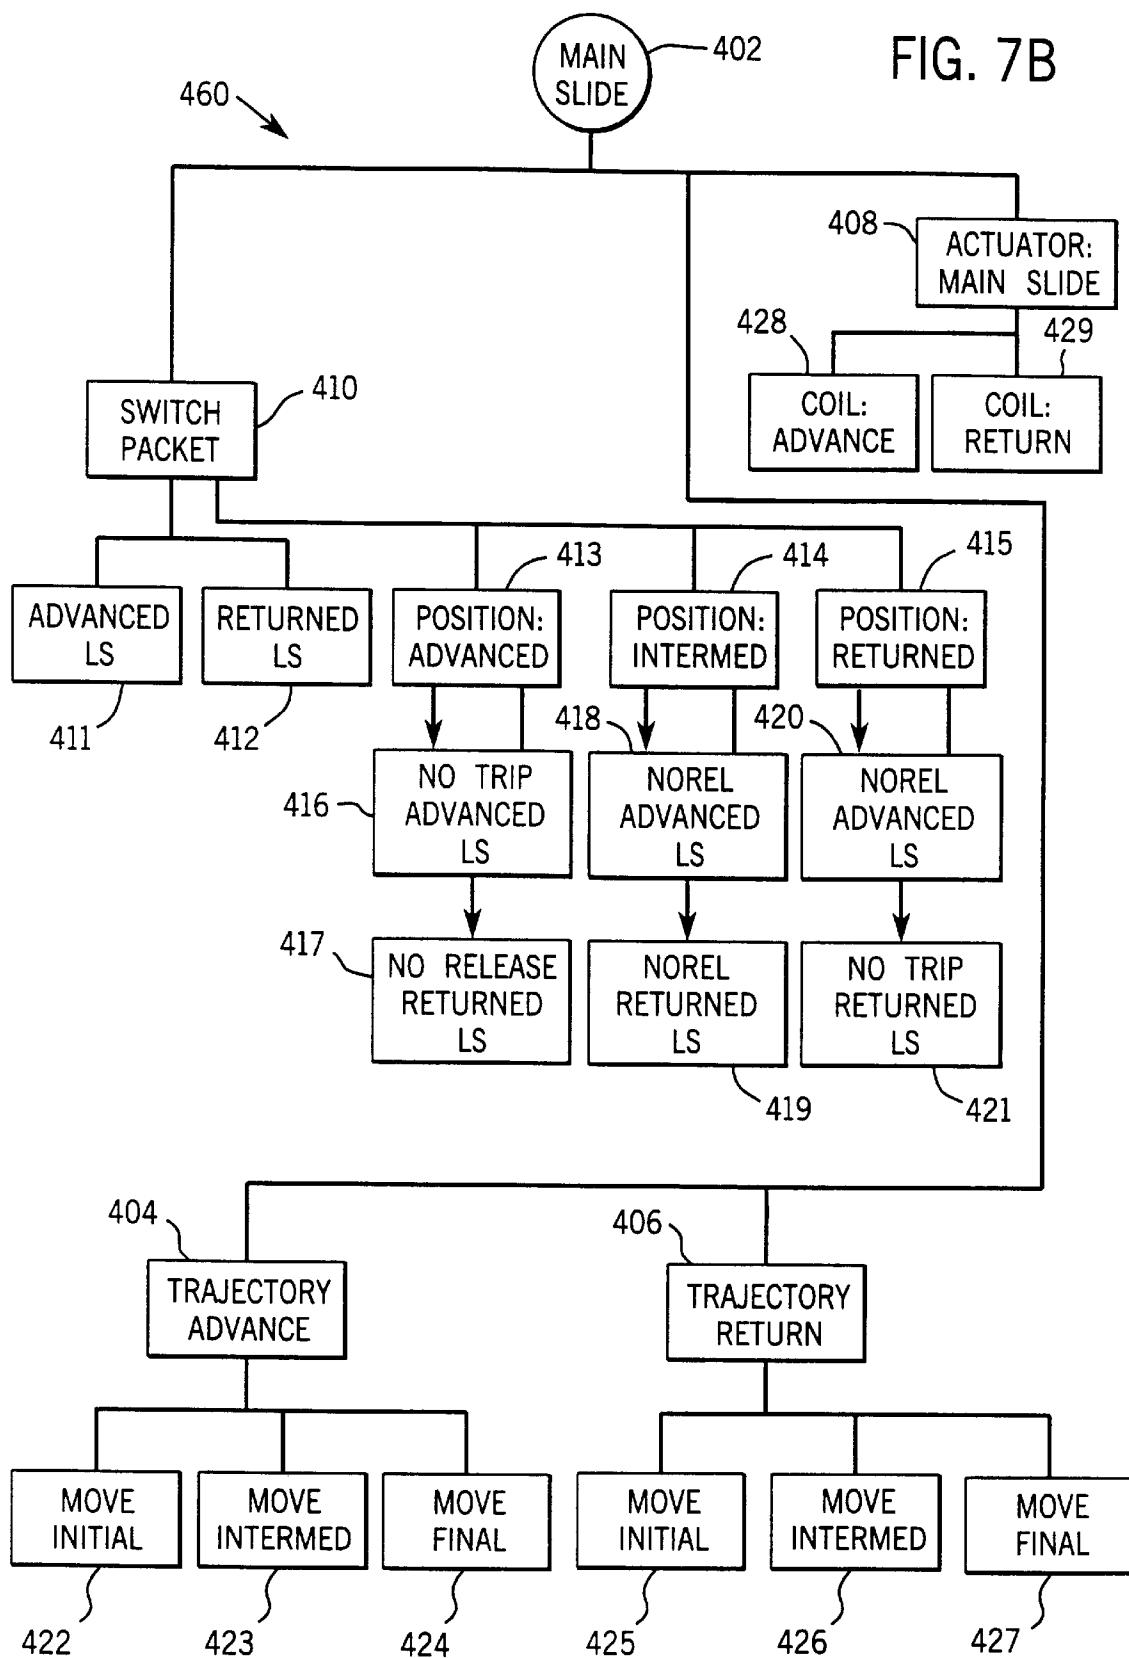 FIG. 7B
MAIN
SLIDE
402
460
408
ACTUATOR:
MAIN SLIDE
428
429
COIL:
ADVANCE
COIL:
RETURN
SWITCH
PACKET
410
413
414
415
ADVANCED
LS
RETURNED
LS
POSITION:
ADVANCED
POSITION:
INTERMED
POSITION:
RETURNED
411
412
418
420
416
NO TRIP
ADVANCED
LS
NOREL
ADVANCED
LS
NOREL
ADVANCED
LS
417
NO RELEASE
RETURNED
LS
NOREL
RETURNED
LS
NO TRIP
RETURNED
LS
419
421
404
406
TRAJECTORY
ADVANCE
TRAJECTORY
RETURN
MOVE
INITIAL
MOVE
INTERMED
MOVE
FINAL
MOVE
INITIAL
MOVE
INTERMED
MOVE
FINAL
422
423
424
425
426
427